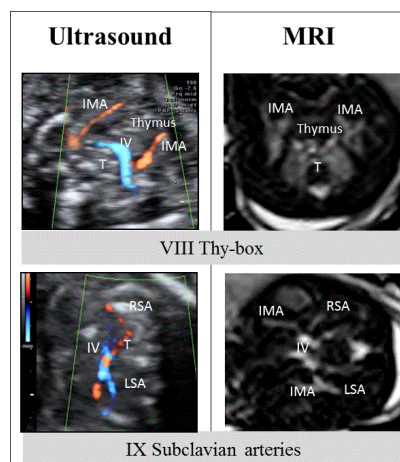 Ultrasound MRI
IMA
Thymus
IV
IMA
T
IMA IMA
Thymus
T
VIII Thy-box
RSA
IV T
LSA
IMA RSA
IV
IMA LSA
IX Subclavian arteries